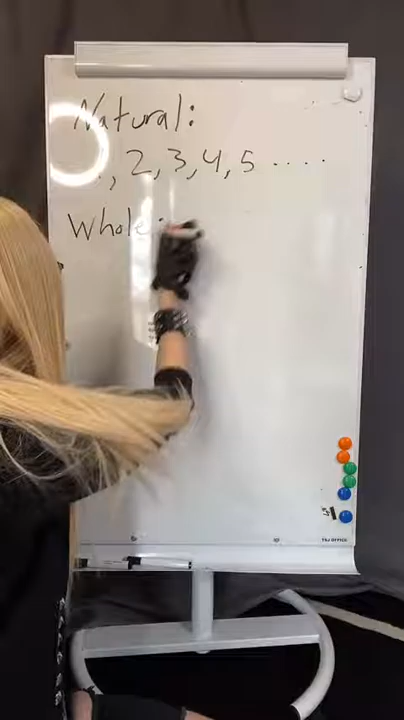 Natural:
, 2, 3, 4, 5 .....
Whole: